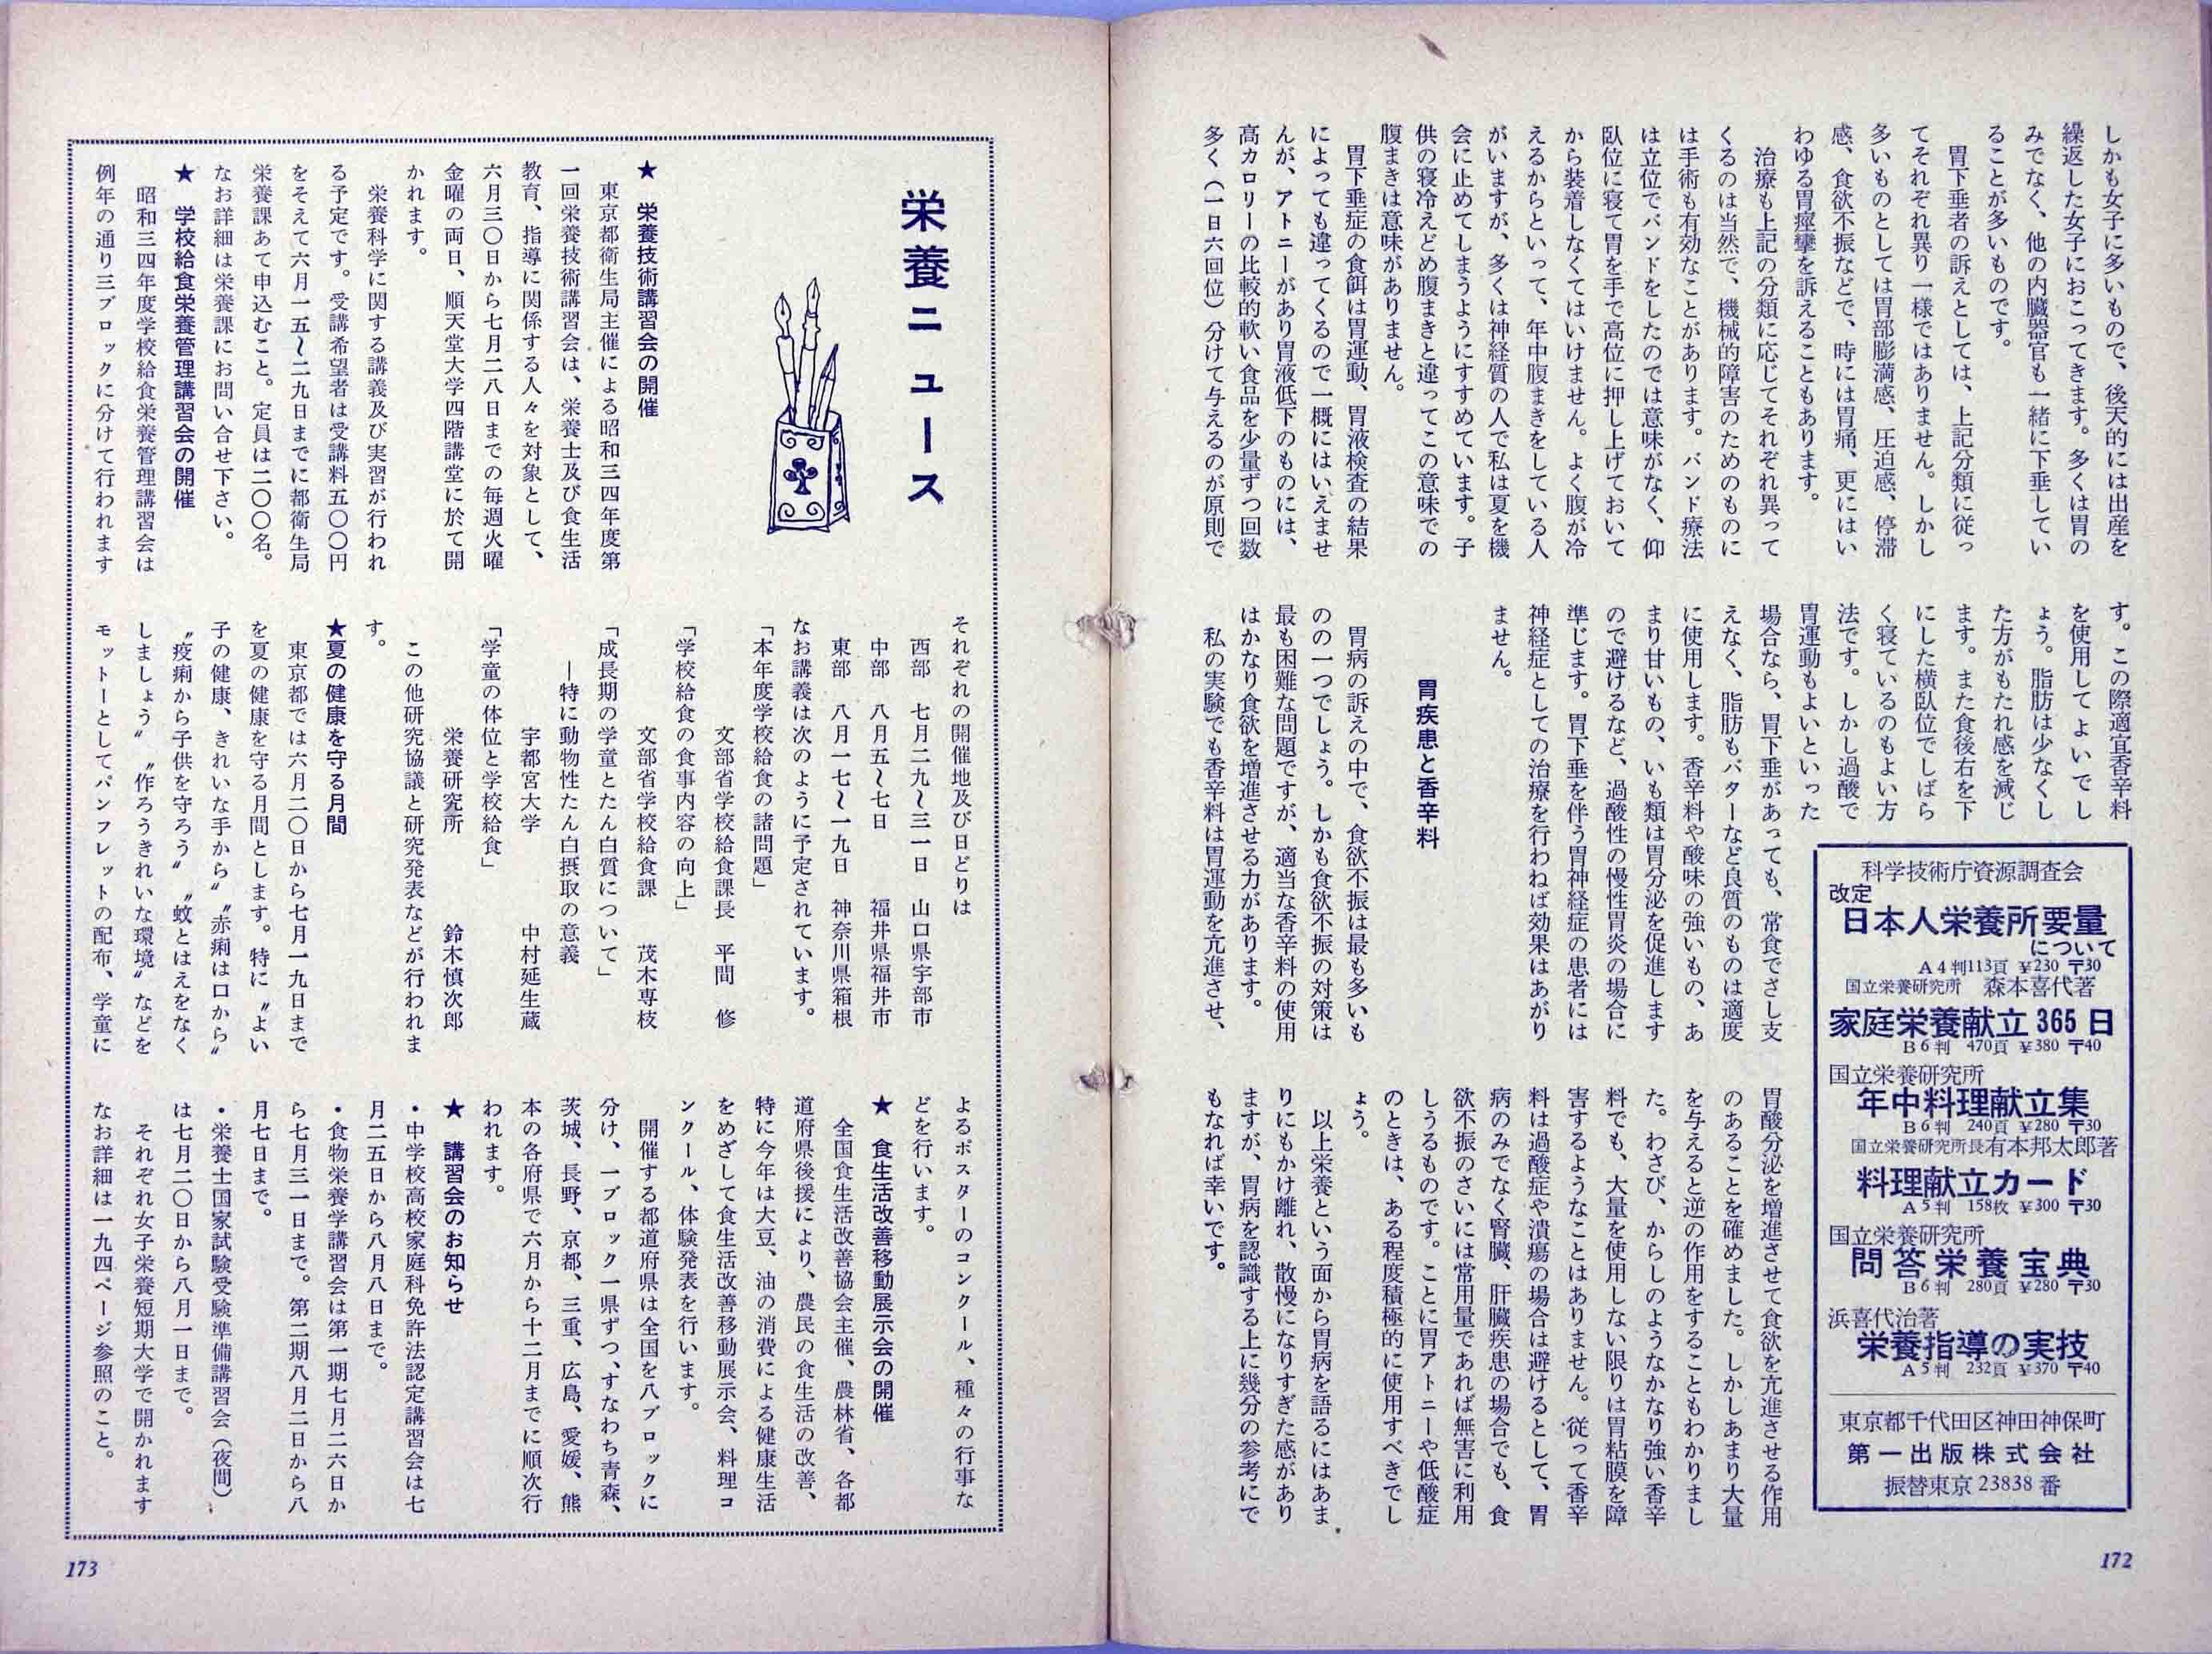 しかも女子に多いもので、後天的には出産を
繰返した女子におこってきます。多くは胃の
みでなく、他の内臓器官も一緒に下垂してい
ることが多いものです。
胃下垂者の訴えとしては、上記分類に従っ
てそれぞれ異り一様ではありません。しかし
多いものとしては胃部膨満感、圧迫感、停滞
感、食欲不振などで、時には胃痛、更にはい
わゆる胃痙攣を訴えることもあります。
治療も上記の分類に応じてそれぞれ異って
くるのは当然で、機械的障害のためのものに
は手術も有効なことがあります。バンド療法
は立位でバンドをしたのでは意味がなく、仰
臥位に寝て胃を手で高位に押し上げておいて
から装着しなくてはいけません。よく腹が冷
えるからといって、年中腹まきをしている人
がいますが、多くは神経質の人で私は夏を機
会に止めてしまうようにすすめています。子
供の寝冷えどめ腹まきと違ってこの意味での
腹まきは意味がありません。
胃下垂症の食餌は胃運動、胃液検査の結果
によっても違ってくるので一概にはいえませ
んが、アトニーがあり胃液低下のものには、
高カロリーの比較的軟い食品を少量ずつ回数
多く（一日六回位）分けて与えるのが原則で
す。この際適宜香辛料
を使用してよいでし
ょう。脂肪は少なくし
た方がもたれ感を減じ
ます。また食後右を下
にした横臥位でしばら
く寝ているのもよい方
法です。しかし過酸で
胃運動もよいといった
場合なら、胃下垂があっても、常食でさし支
えなく、脂肪もバターなど良質のものは適度
に使用します。香辛料や酸味の強いもの、あ
まり甘いもの、いも類は胃分泌を促進します
ので避けるなど、過酸性の慢性胃炎の場合に
準じます。胃下垂を伴う胃神経症の患者には
神経症としての治療を行わねば効果はあがり
ません。
胃疾患と香辛料
胃病の訴えの中で、食欲不振は最も多いも
のの一つでしょう。しかも食欲不振の対策は
最も困難な問題ですが、適当な香辛料の使用
はかなり食欲を増進させる力があります。
私の実験でも香辛料は胃運動を亢進させ、
胃酸分泌を増進させて食欲を亢進させる作用
のあることを確めました。しかしあまり大量
を与えると逆の作用をすることもわかりまし
た。わさび、からしのようなかなり強い香辛
料でも、大量を使用しない限りは胃粘膜を障
害するようなことはありません。従って香辛
料は過酸症や潰瘍の場合は避けるとして、胃
病のみでなく腎臓、肝臓疾患の場合でも、食
欲不振のさいには常用量であれば無害に利用
しうるものです。ことに胃アトニーや低酸症
のときは、ある程度積極的に使用すべきでし
ょう。
以上栄養という面から胃病を語るにはあま
りにもかけ離れ、散慢になりすぎた感があり
ますが、胃病を認識する上に幾分の参考にで
もなれば幸いです。
科学技術庁資源調査会
改定
日本人栄養所要量
について
A4判113頁 ¥230 〒30
国立栄養研究所 森本喜代著
家庭栄養献立365日
B6判 470頁 ¥380 〒40
国立栄養研究所
年中料理献立集
B6判 240頁 ¥280 〒30
国立栄養研究所長有本邦太郎著
料理献立カード
A5判 158枚 ¥300 〒30
国立栄養研究所
問答栄養宝典
B6判 280頁 ¥280 〒30
浜喜代治著
栄養指導の実技
A5判 232頁 ¥370 〒40
東京都千代田区神田神保町
第一出版株式会社
振替東京23838番
172
栄養ニュース
★ 栄養技術講習会の開催
東京都衛生局主催による昭和三四年度第
一回栄養技術講習会は、栄養士及び食生活
教育、指導に関係する人々を対象として、
六月三〇日から七月二八日までの毎週火曜
金曜の両日、順天堂大学四階講堂に於て開
かれます。
栄養科学に関する講義及び実習が行われ
る予定です。受講希望者は受講料五〇〇円
をそえて六月一五〜二九日までに都衛生局
栄養課あて申込むこと。定員は二〇〇名。
なお詳細は栄養課にお問い合せ下さい。
★ 学校給食栄養管理講習会の開催
昭和三四年度学校給食栄養管理講習会は
例年の通り三ブロックに分けて行われます
それぞれの開催地及び日どりは
西部 七月二九〜三一日 山口県宇部市
中部 八月五〜七日 福井県福井市
東部 八月一七〜一九日 神奈川県箱根
なお講義は次のように予定されています。
「本年度学校給食の諸問題」
文部省学校給食課長 平間 修
「学校給食の食事内容の向上」
文部省学校給食課 茂木専枝
「成長期の学童とたん白質について」
―特に動物性たん白摂取の意義
宇都宮大学 中村延生蔵
「学童の体位と学校給食」
栄養研究所 鈴木慎次郎
この他研究協議と研究発表などが行われま
す。
★夏の健康を守る月間
東京都では六月二〇日から七月一九日まで
を夏の健康を守る月間とします。特に〝よい
子の健康、きれいな手から〟〝赤痢は口から〟
〝疫痢から子供を守ろう〟〝蚊とはえをなく
しましょう〟〝作ろうきれいな環境〟などを
モットーとしてパンフレットの配布、学童に
よるポスターのコンクール、種々の行事な
どを行います。
★ 食生活改善移動展示会の開催
全国食生活改善協会主催、農林省、各都
道府県後援により、農民の食生活の改善、
特に今年は大豆、油の消費による健康生活
をめざして食生活改善移動展示会、料理コ
ンクール、体験発表を行います。
開催する都道府県は全国を八ブロックに
分け、一ブロック一県ずつ、すなわち青森、
茨城、長野、京都、三重、広島、愛媛、熊
本の各府県で六月から十二月までに順次行
われます。
★ 講習会のお知らせ
・中学校高校家庭科免許法認定講習会は七
月二五日から八月八日まで。
・食物栄養学講習会は第一期七月二六日か
ら七月三一日まで。第二期八月二日から八
月七日まで。
・栄養士国家試験受験準備講習会（夜間）
は七月二〇日から八月一日まで。
それぞれ女子栄養短期大学で開かれます
なお詳細は一九四ページ参照のこと。
173